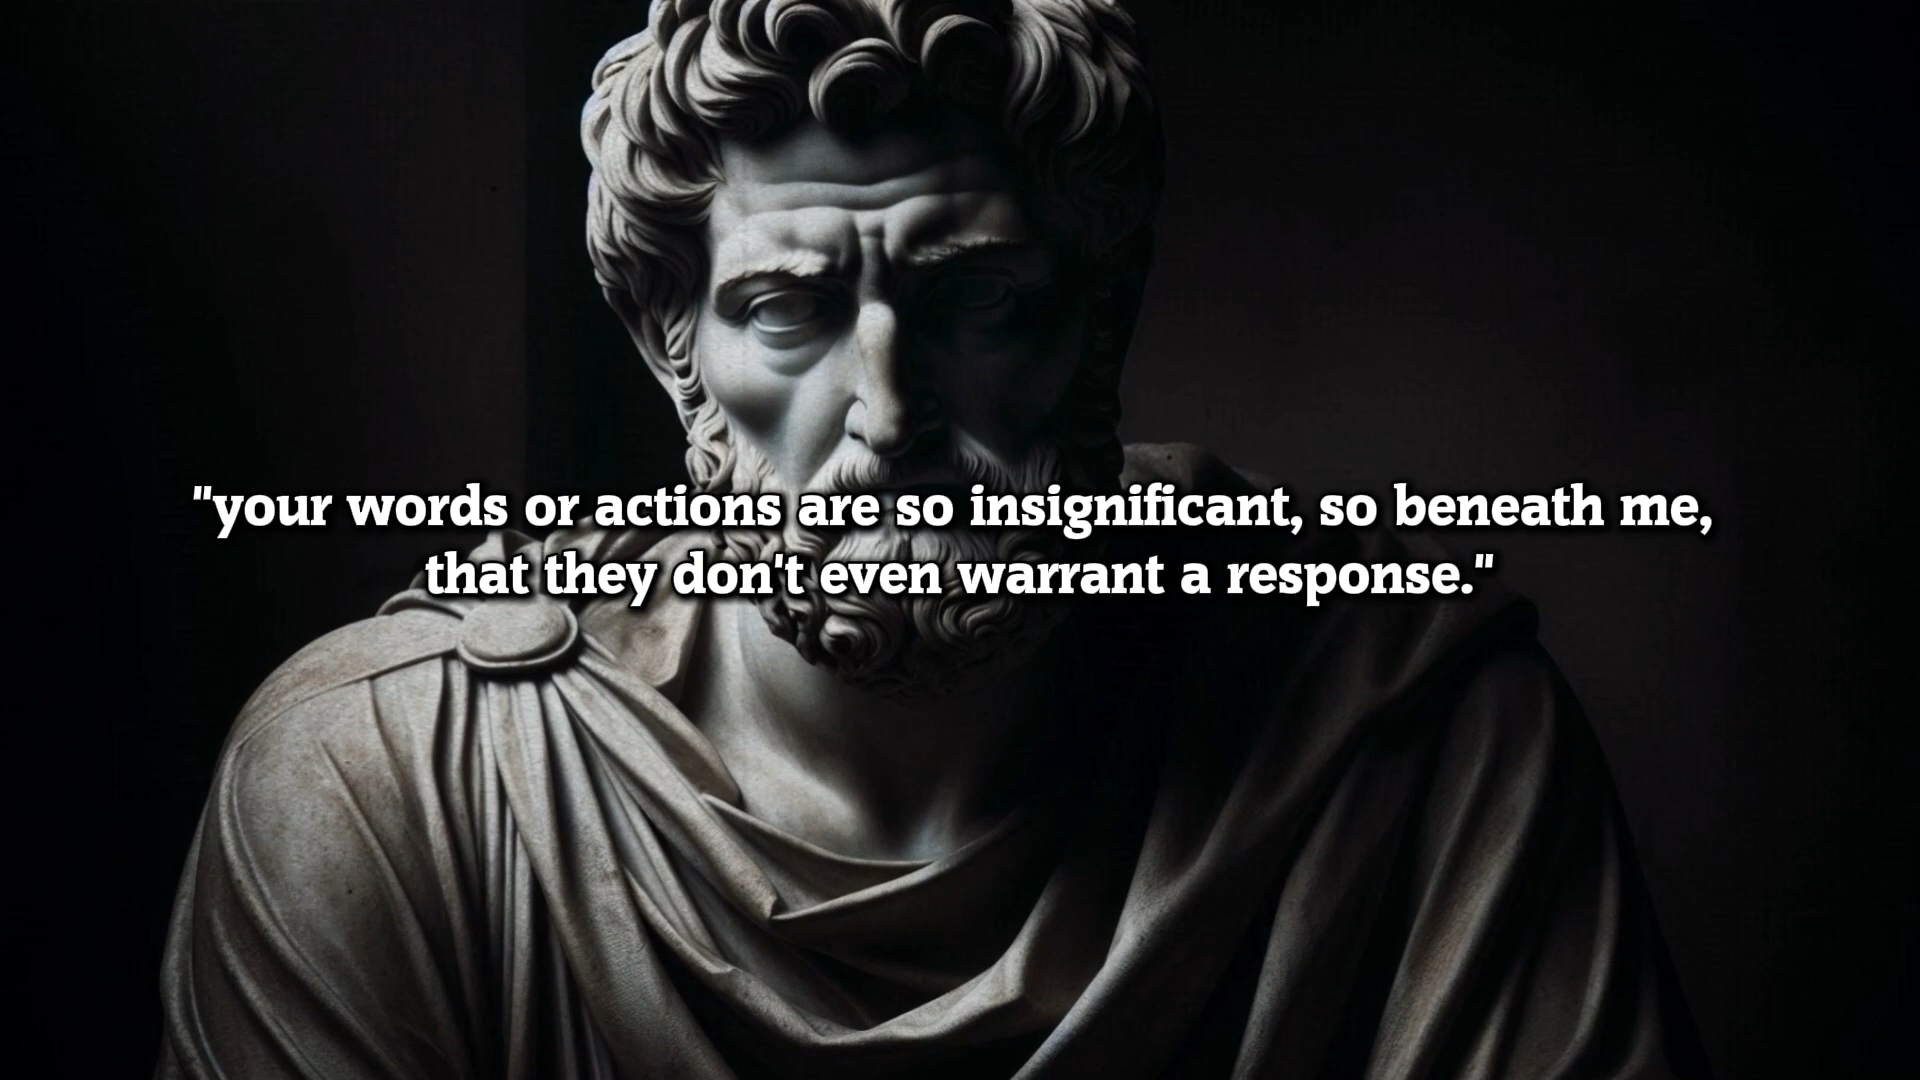 "your words or actions are so insignificant, so beneath me,
that they don't even warrant a response."